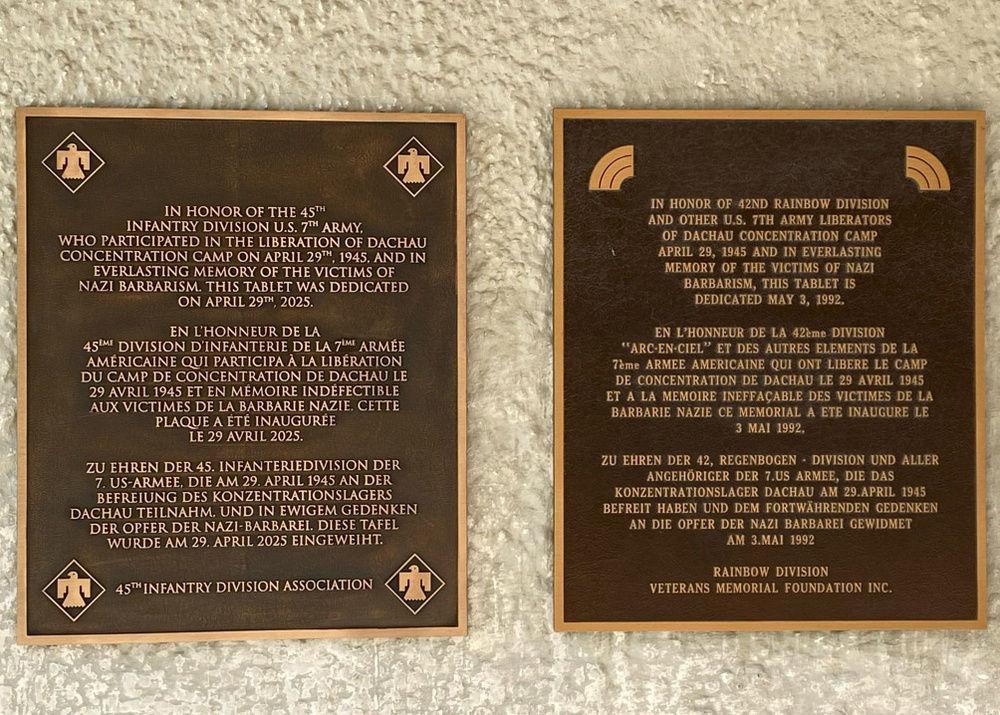 IN HONOR OF THE 45TH
INFANTRY DIVISION U.S. 7TH ARMY,
WHO PARTICIPATED IN THE LIBERATION OF DACHAU
CONCENTRATION CAMP ON APRIL 29TH, 1945, AND IN
EVERLASTING MEMORY OF THE VICTIMS OF
NAZI BARBARISM. THIS TABLET WAS DEDICATED
ON APRIL 29TH, 2025.
EN L'HONNEUR DE LA
45ÈME DIVISION D'INFANTERIE DE LA 7ÈME ARMÉE
AMÉRICAINE QUI PARTICIPA À LA LIBÉRATION
DU CAMP DE CONCENTRATION DE DACHAU LE
29 AVRIL 1945 ET EN MÉMOIRE INDÉFECTIBLE
AUX VICTIMES DE LA BARBARIE NAZIE. CETTE
PLAQUE A ÉTÉ INAUGURÉE
LE 29 AVRIL 2025.
ZU EHREN DER 45. INFANTERIEDIVISION DER
7. US-ARMEE, DIE AM 29. APRIL 1945 AN DER
BEFREIUNG DES KONZENTRATIONSLAGERS
DACHAU TEILNAHM, UND IN EWIGEM GEDENKEN
DER OPFER DER NAZI-BARBAREI. DIESE TAFEL
WURDE AM 29. APRIL 2025 EINGEWEIHT.
45TH INFANTRY DIVISION ASSOCIATION
IN HONOR OF 42ND RAINBOW DIVISION
AND OTHER U.S. 7TH ARMY LIBERATORS
OF DACHAU CONCENTRATION CAMP
APRIL 29, 1945 AND IN EVERLASTING
MEMORY OF THE VICTIMS OF NAZI
BARBARISM, THIS TABLET IS
DEDICATED MAY 3, 1992.
EN L'HONNEUR DE LA 42ème DIVISION
"ARC-EN-CIEL" ET DES AUTRES ELEMENTS DE LA
7ème ARMEE AMERICAINE QUI ONT LIBERE LE CAMP
DE CONCENTRATION DE DACHAU LE 29 AVRIL 1945
ET A LA MEMOIRE INEFFAÇABLE DES VICTIMES DE LA
BARBARIE NAZIE CE MEMORIAL A ETE INAUGURE LE
3 MAI 1992,
ZU EHREN DER 42, REGENBOGEN - DIVISION UND ALLER
ANGEHÖRIGER DER 7.US ARMEE, DIE DAS
KONZENTRATIONSLAGER DACHAU AM 29.APRIL 1945
BEFREIT HABEN UND DEM FORTWÄHRENDEN GEDENKEN
AN DIE OPFER DER NAZI BARBAREI GEWIDMET
AM 3.MAI 1992
RAINBOW DIVISION
VETERANS MEMORIAL FOUNDATION INC.